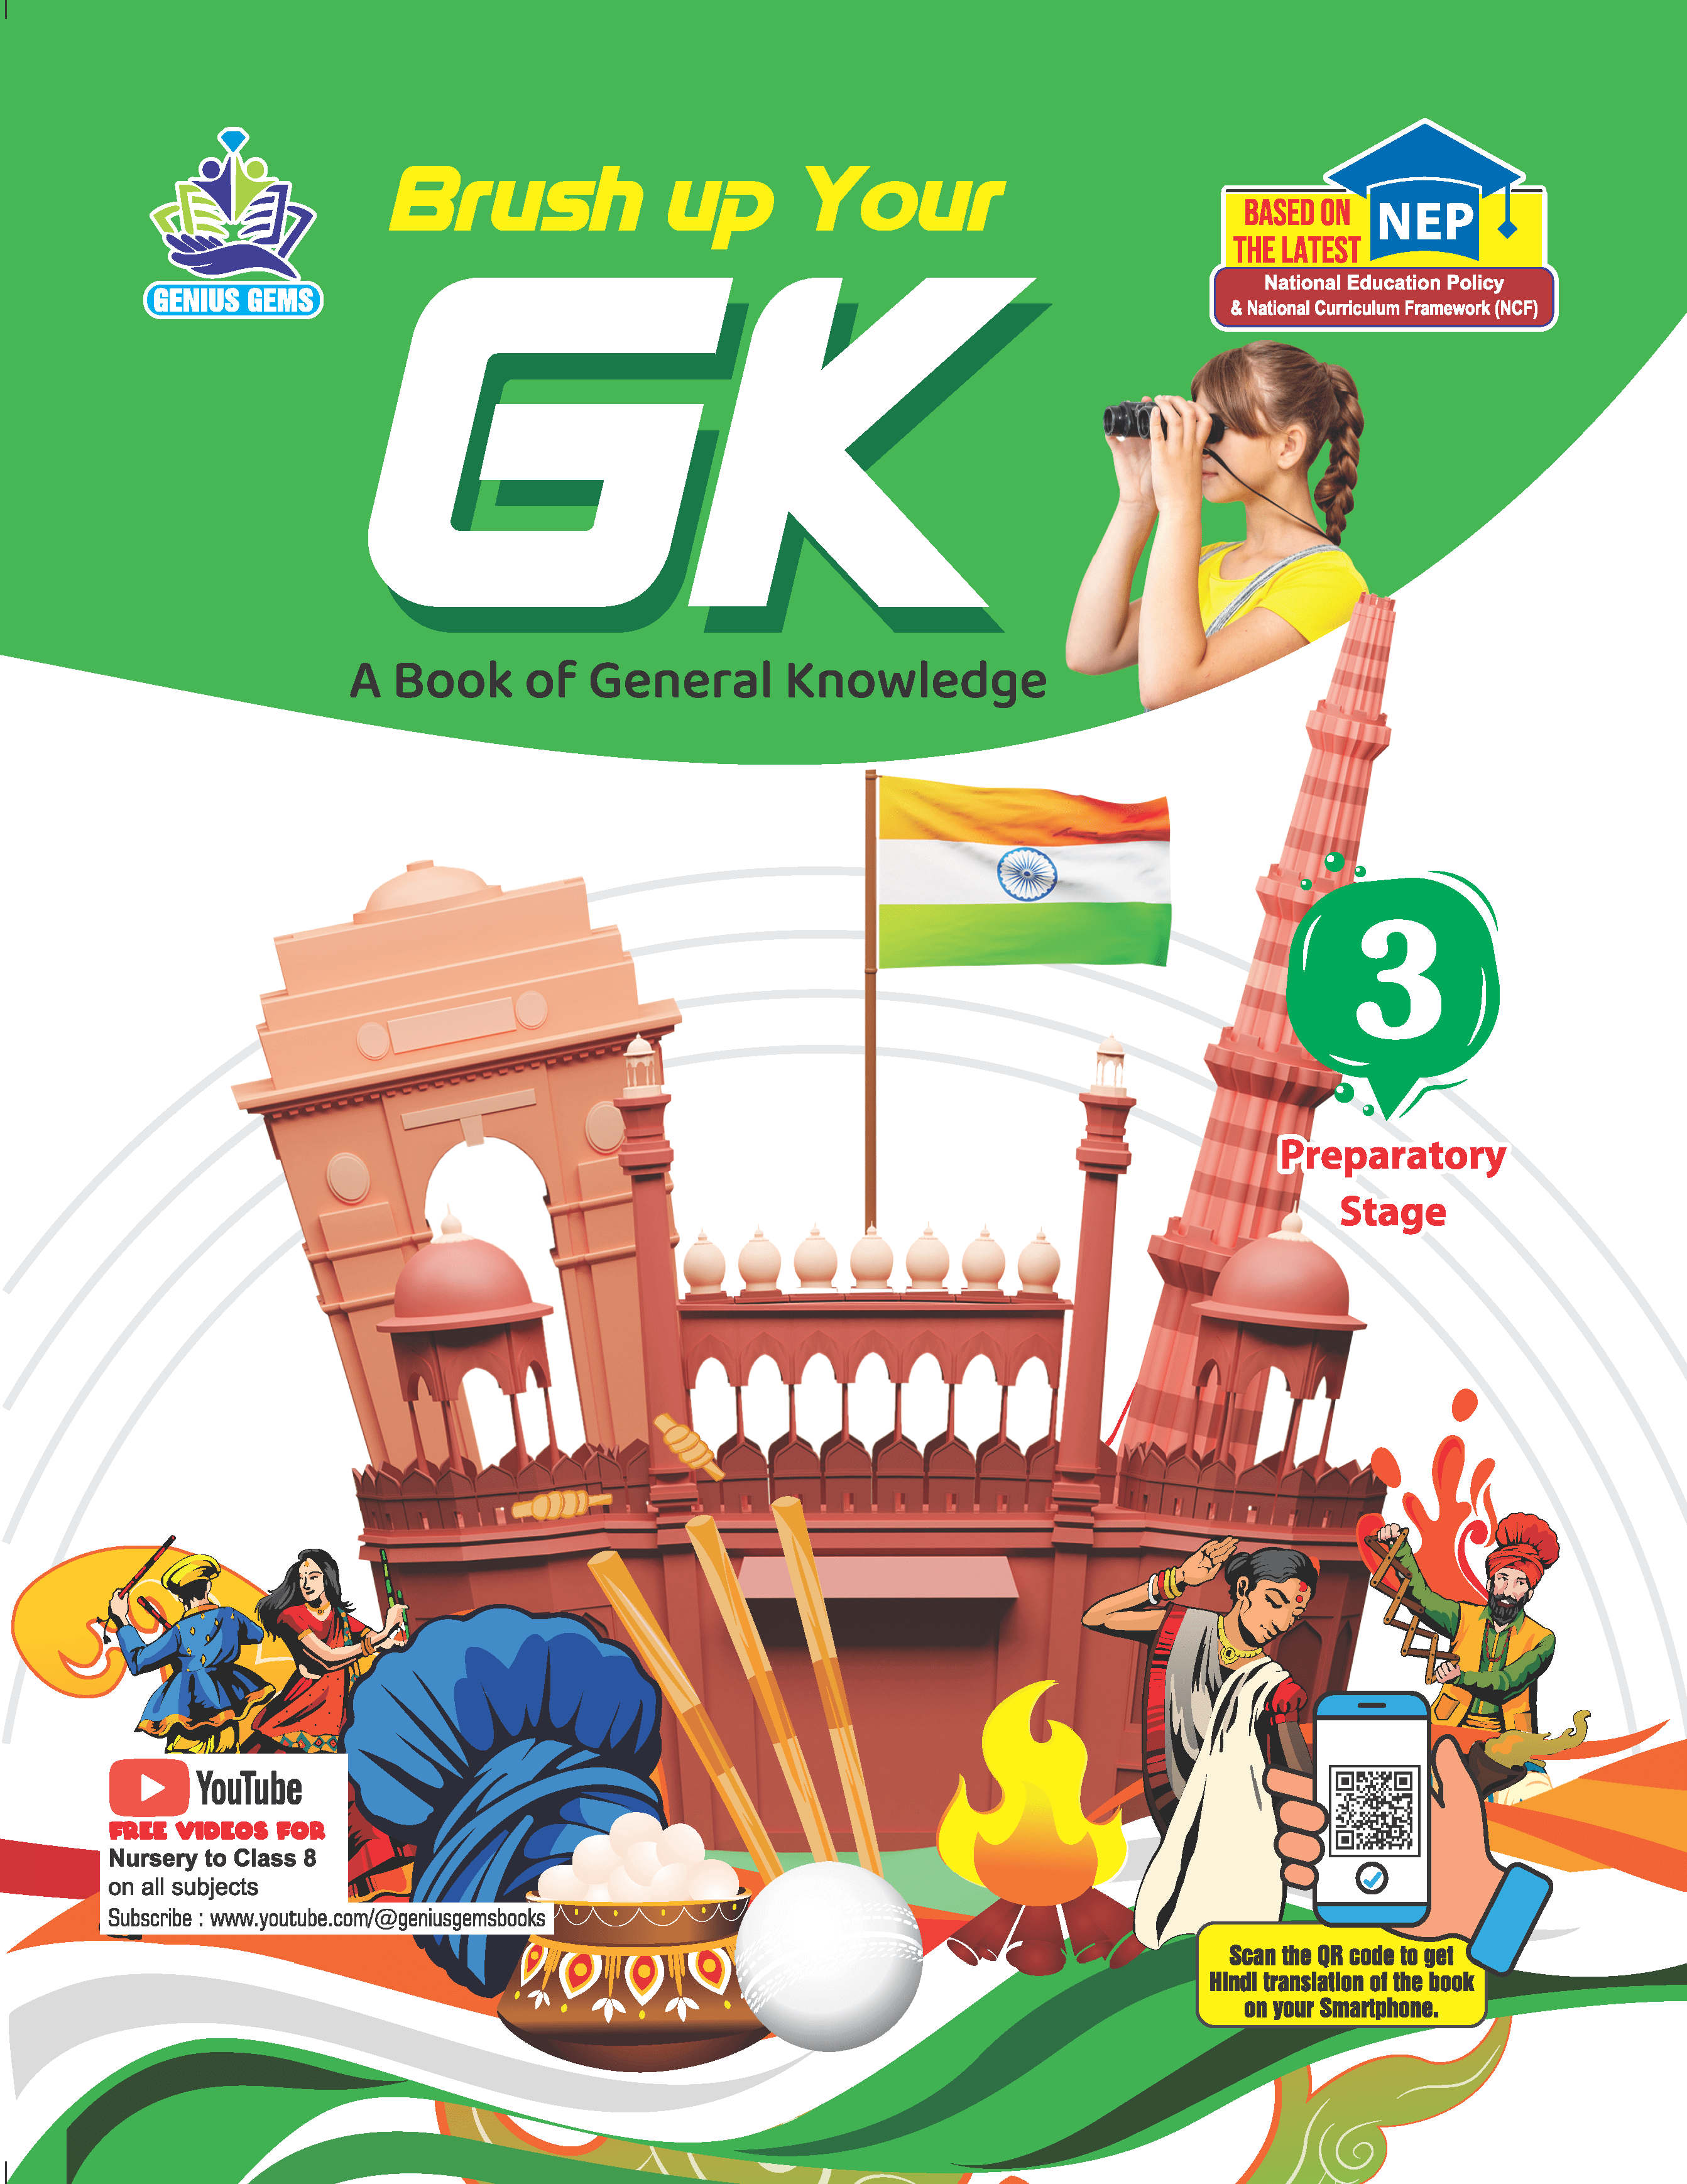 GENIUS GEMS
Brush up Your
GK
A Book of General Knowledge
BASED ON
THE LATEST
NEP
National Education Policy
& National Curriculum Framework (NCF)
3
Preparatory
Stage
YouTube
FREE VIDEOS FOR
Nursery to Class 8
on all subjects
Subscribe : www.youtube.com/@geniusgemsbooks
Scan the QR code to get
Hindi translation of the book
on your Smartphone.